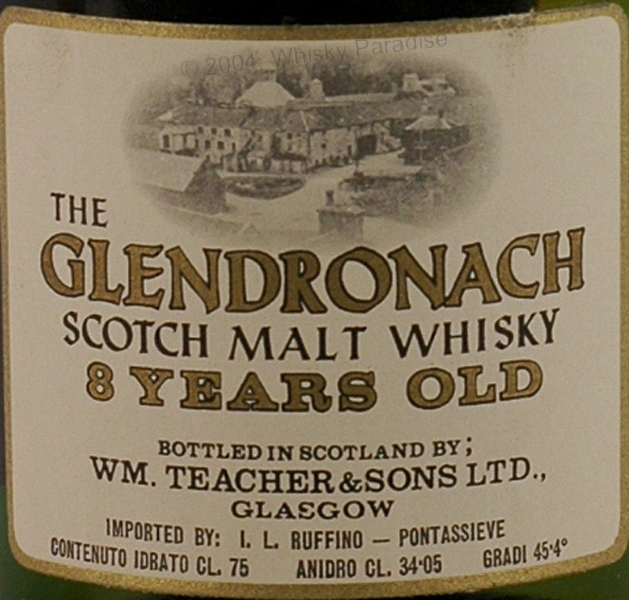 © 2004 Whisky Paradise
THE
GLENDRONACH
SCOTCH MALT WHISKY
8 YEARS OLD
BOTTLED IN SCOTLAND BY;
WM. TEACHER & SONS LTD.,
GLASGOW
IMPORTED BY: I. L. RUFFINO — PONTASSIEVE
CONTENUTO IDRATO CL. 75 ANIDRO CL. 34·05 GRADI 45·4°